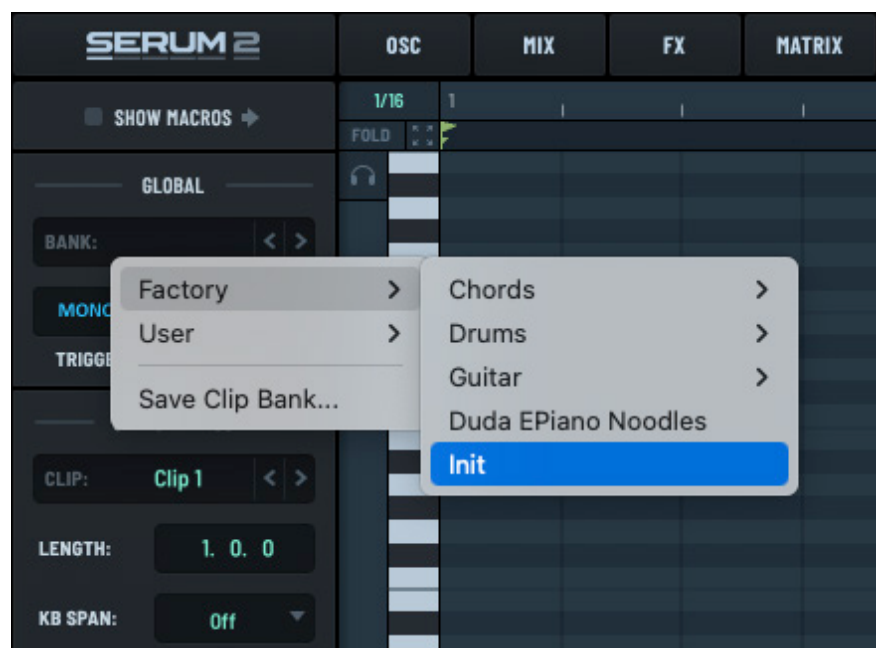 SERUM 2
OSC
MIX
FX
MATRIX
SHOW MACROS
1/16
1
FOLD
GLOBAL
BANK:
Factory
User
Save Clip Bank...
Chords
Drums
Guitar
Duda EPiano Noodles
Init
MONO
CLIP:
Clip 1
LENGTH:
1. 0. 0
KB SPAN:
Off